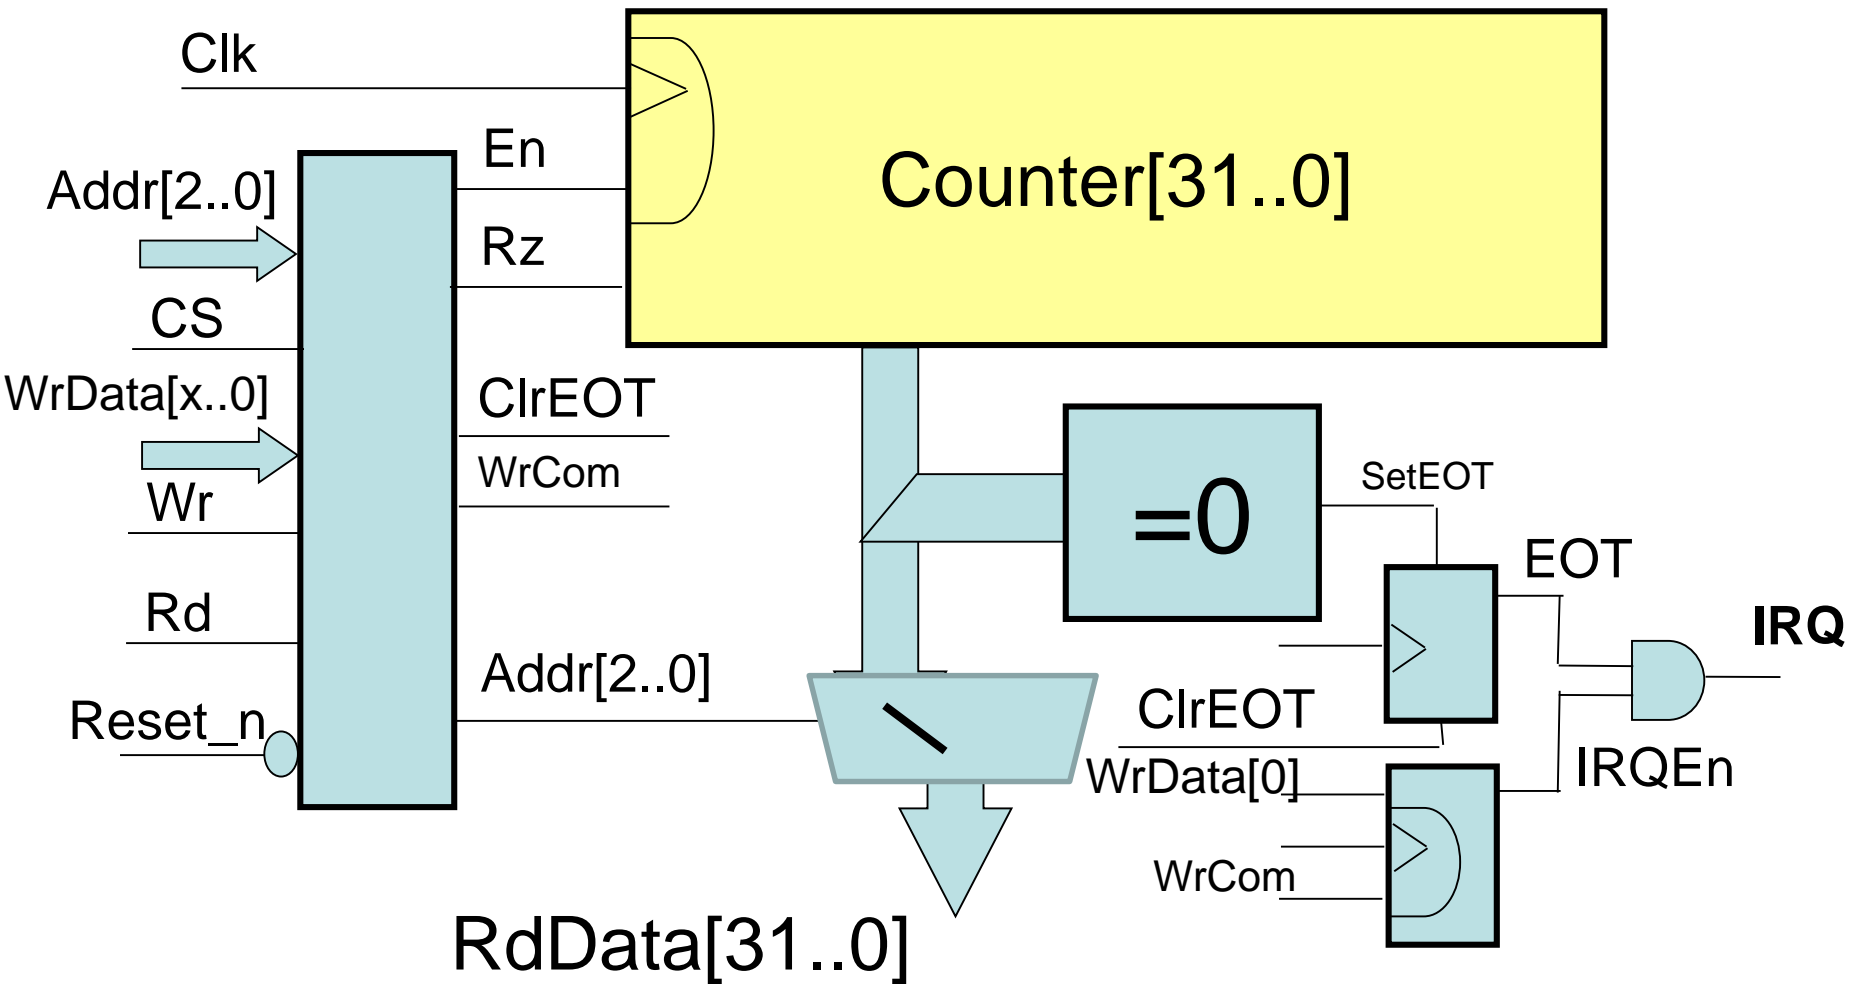 Clk
En
Counter[31..0]
Addr[2..0]
Rz
CS
WrData[x..0]
ClrEOT
WrCom
SetEOT
=0
Wr
EOT
Rd
IRQ
Addr[2..0]
ClrEOT
Reset_n
WrData[0]
IRQEn
WrCom
RdData[31..0]